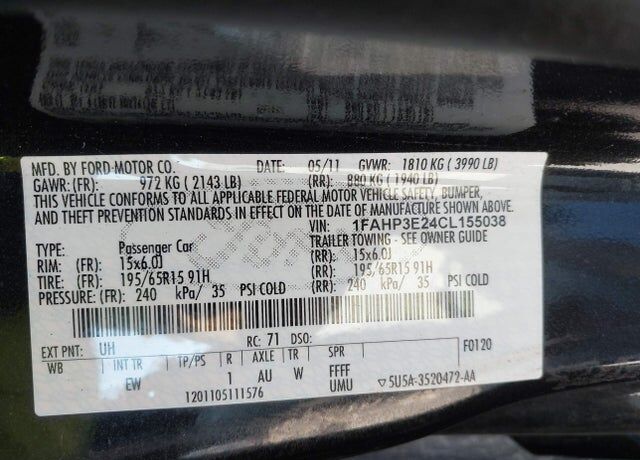 MFD. BY FORD MOTOR CO. DATE: 05/11 GVWR: 1810 KG (3990 LB)
GAWR:(FR): 972 KG (2143 LB) (RR): 880 KG (1940 LB)
THIS VEHICLE CONFORMS TO ALL APPLICABLE FEDERAL MOTOR VEHICLE SAFETY, BUMPER,
AND THEFT PREVENTION STANDARDS IN EFFECT ON THE DATE OF MANUFACTURE SHOWN ABOVE.
VIN: 1FAHP3E24CL155038
TYPE: Passenger Car TRAILER TOWING - SEE OWNER GUIDE
RIM: (FR): 15x6.0J (RR): 15x6.0J
TIRE: (FR): 195/65R15 91H (RR): 195/65R15 91H
PRESSURE: (FR): 240 kPa/ 35 PSI COLD (RR): 240 kPa/ 35 PSI COLD
EXT PNT: UH RC: 71 DSO: F0120
WB INT TR TP/PS R AXLE TR SPR
EW 1 AU W FFFF
UMU 5U5A-3520472-AA
1201105111576